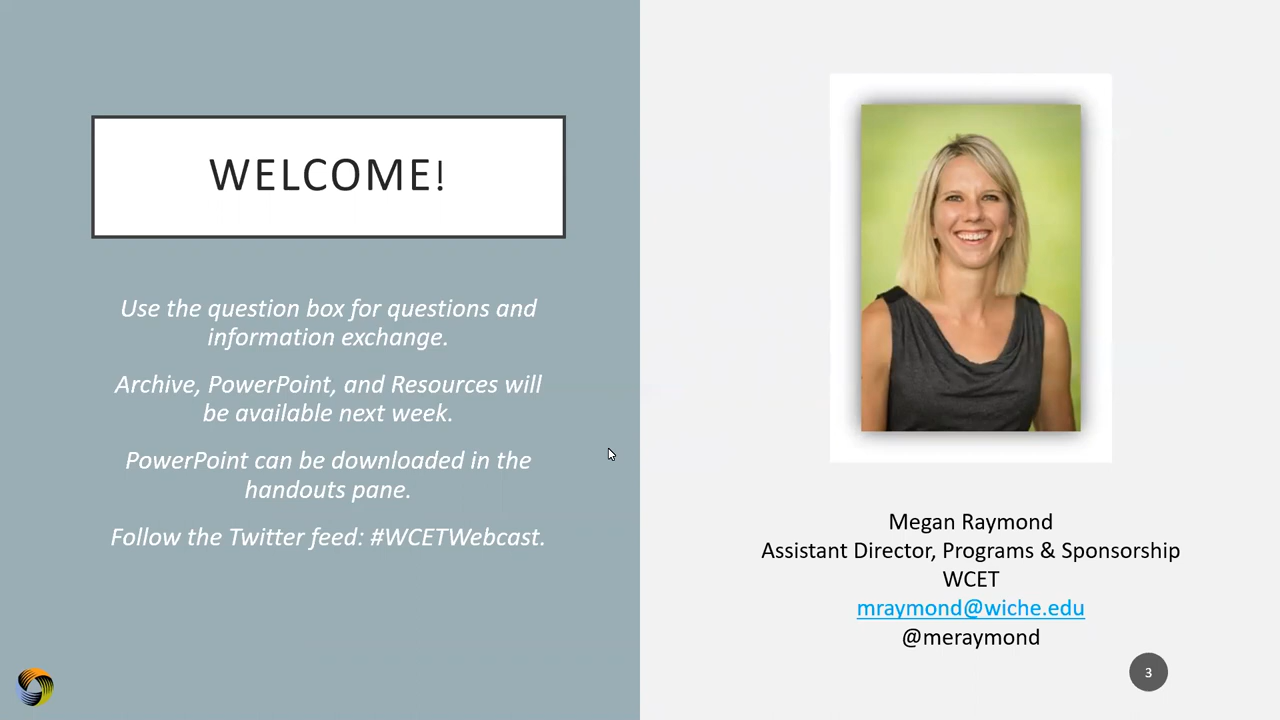 WELCOME!
Use the question box for questions and
information exchange.
Archive, PowerPoint, and Resources will
be available next week.
PowerPoint can be downloaded in the
handouts pane.
Follow the Twitter feed: #WCETWebcast.
Megan Raymond
Assistant Director, Programs & Sponsorship
WCET
mraymond@wiche.edu
@meraymond
3